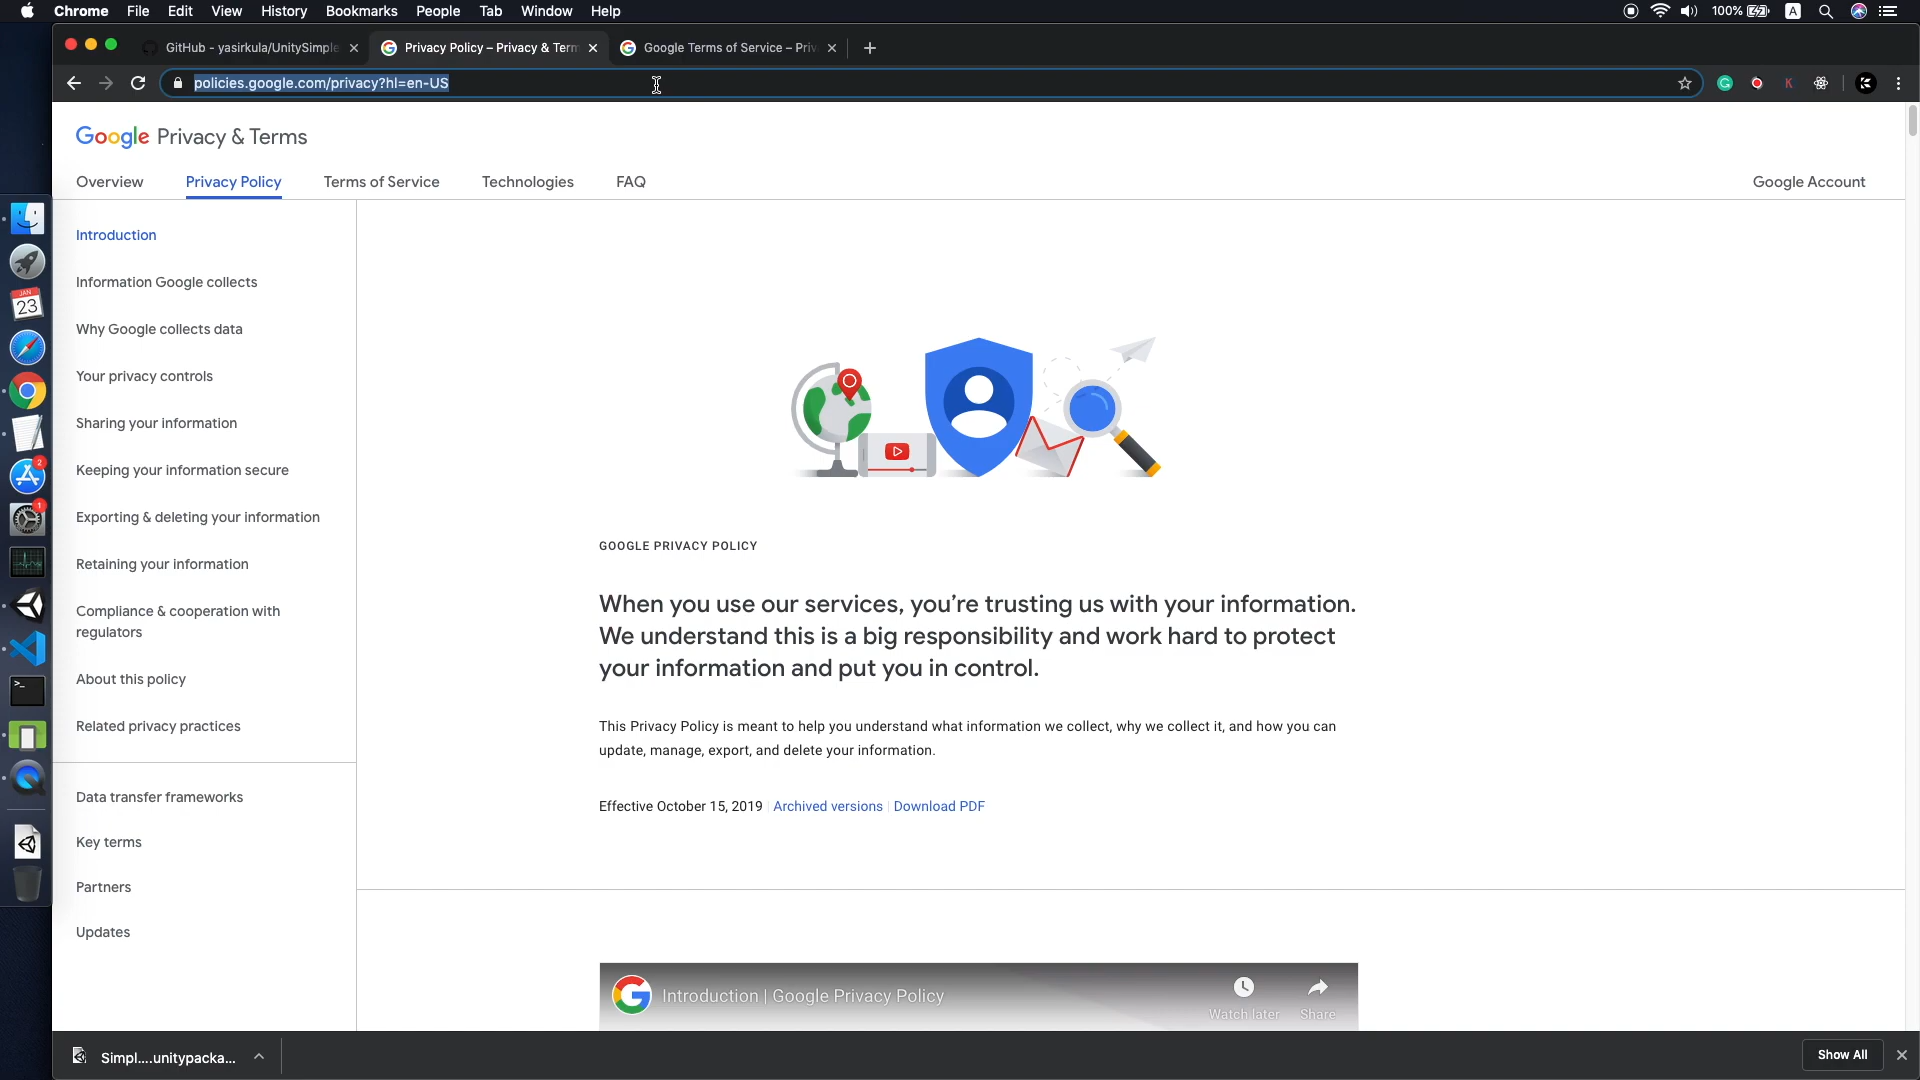 Chrome File Edit View History Bookmarks People Tab Window Help
100%
A
GitHub - yasirkula/UnitySimple
Privacy Policy – Privacy & Term
Google Terms of Service – Priv
policies.google.com/privacy?hl=en-US
K
Google Privacy & Terms
Overview
Privacy Policy
Terms of Service
Technologies
FAQ
Google Account
JAN
23
2
1
Introduction
Information Google collects
Why Google collects data
Your privacy controls
Sharing your information
Keeping your information secure
Exporting & deleting your information
Retaining your information
Compliance & cooperation with
regulators
About this policy
Related privacy practices
Data transfer frameworks
Key terms
Partners
Updates
GOOGLE PRIVACY POLICY
When you use our services, you’re trusting us with your information.
We understand this is a big responsibility and work hard to protect
your information and put you in control.
This Privacy Policy is meant to help you understand what information we collect, why we collect it, and how you can
update, manage, export, and delete your information.
Effective October 15, 2019 | Archived versions | Download PDF
Introduction | Google Privacy Policy
Watch later
Share
Simpl....unitypacka...
Show All